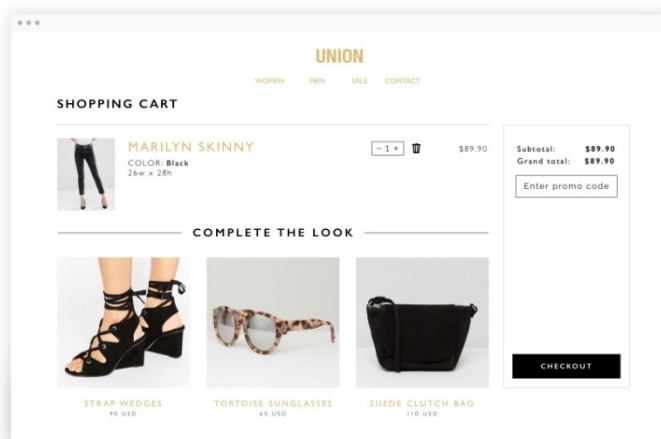 UNION
WOMEN MEN SALE CONTACT
SHOPPING CART
MARILYN SKINNY
COLOR: Black
26w x 28h
− 1 +
$89.90
Subtotal: $89.90
Grand total: $89.90
Enter promo code
COMPLETE THE LOOK
STRAP WEDGES
90 USD
TORTOISE SUNGLASSES
65 USD
SUEDE CLUTCH BAG
110 USD
CHECKOUT